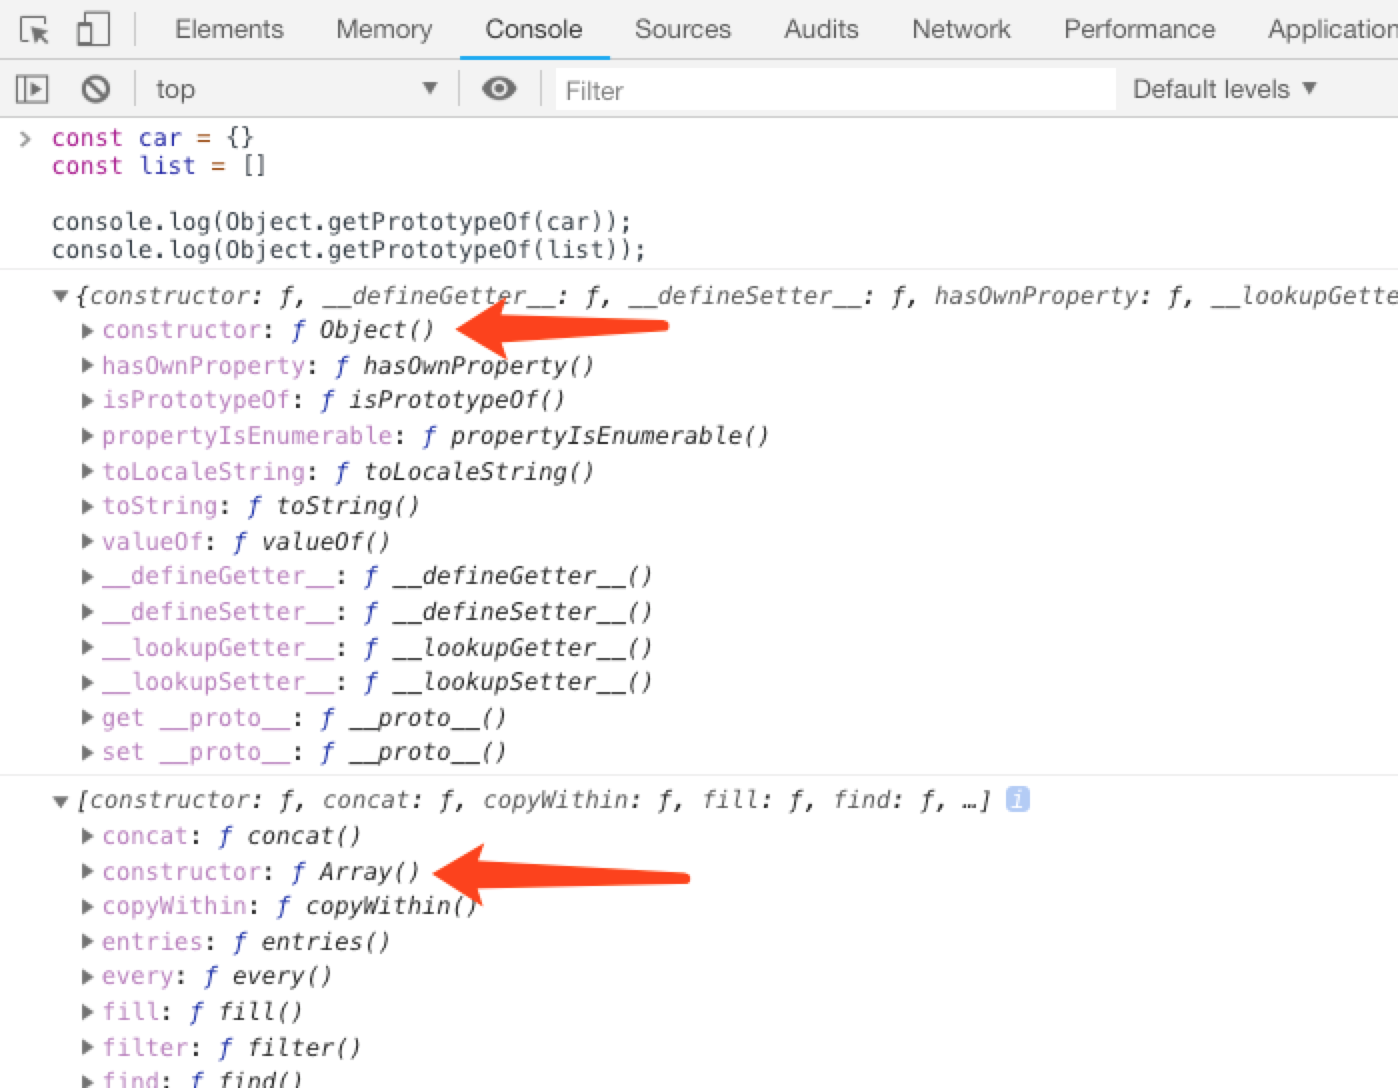 Elements Memory Console Sources Audits Network Performance Application
top Filter Default levels
const car = {}
const list = []
console.log(Object.getPrototypeOf(car));
console.log(Object.getPrototypeOf(list));
{constructor: ƒ, __defineGetter__: ƒ, __defineSetter__: ƒ, hasOwnProperty: ƒ, __lookupGette
constructor: ƒ Object()
hasOwnProperty: ƒ hasOwnProperty()
isPrototypeOf: ƒ isPrototypeOf()
propertyIsEnumerable: ƒ propertyIsEnumerable()
toLocaleString: ƒ toLocaleString()
toString: ƒ toString()
valueOf: ƒ valueOf()
__defineGetter__: ƒ __defineGetter__()
__defineSetter__: ƒ __defineSetter__()
__lookupGetter__: ƒ __lookupGetter__()
__lookupSetter__: ƒ __lookupSetter__()
get __proto__: ƒ __proto__()
set __proto__: ƒ __proto__()
[constructor: ƒ, concat: ƒ, copyWithin: ƒ, fill: ƒ, find: ƒ, …] i
concat: ƒ concat()
constructor: ƒ Array()
copyWithin: ƒ copyWithin()
entries: ƒ entries()
every: ƒ every()
fill: ƒ fill()
filter: ƒ filter()
find: ƒ find()